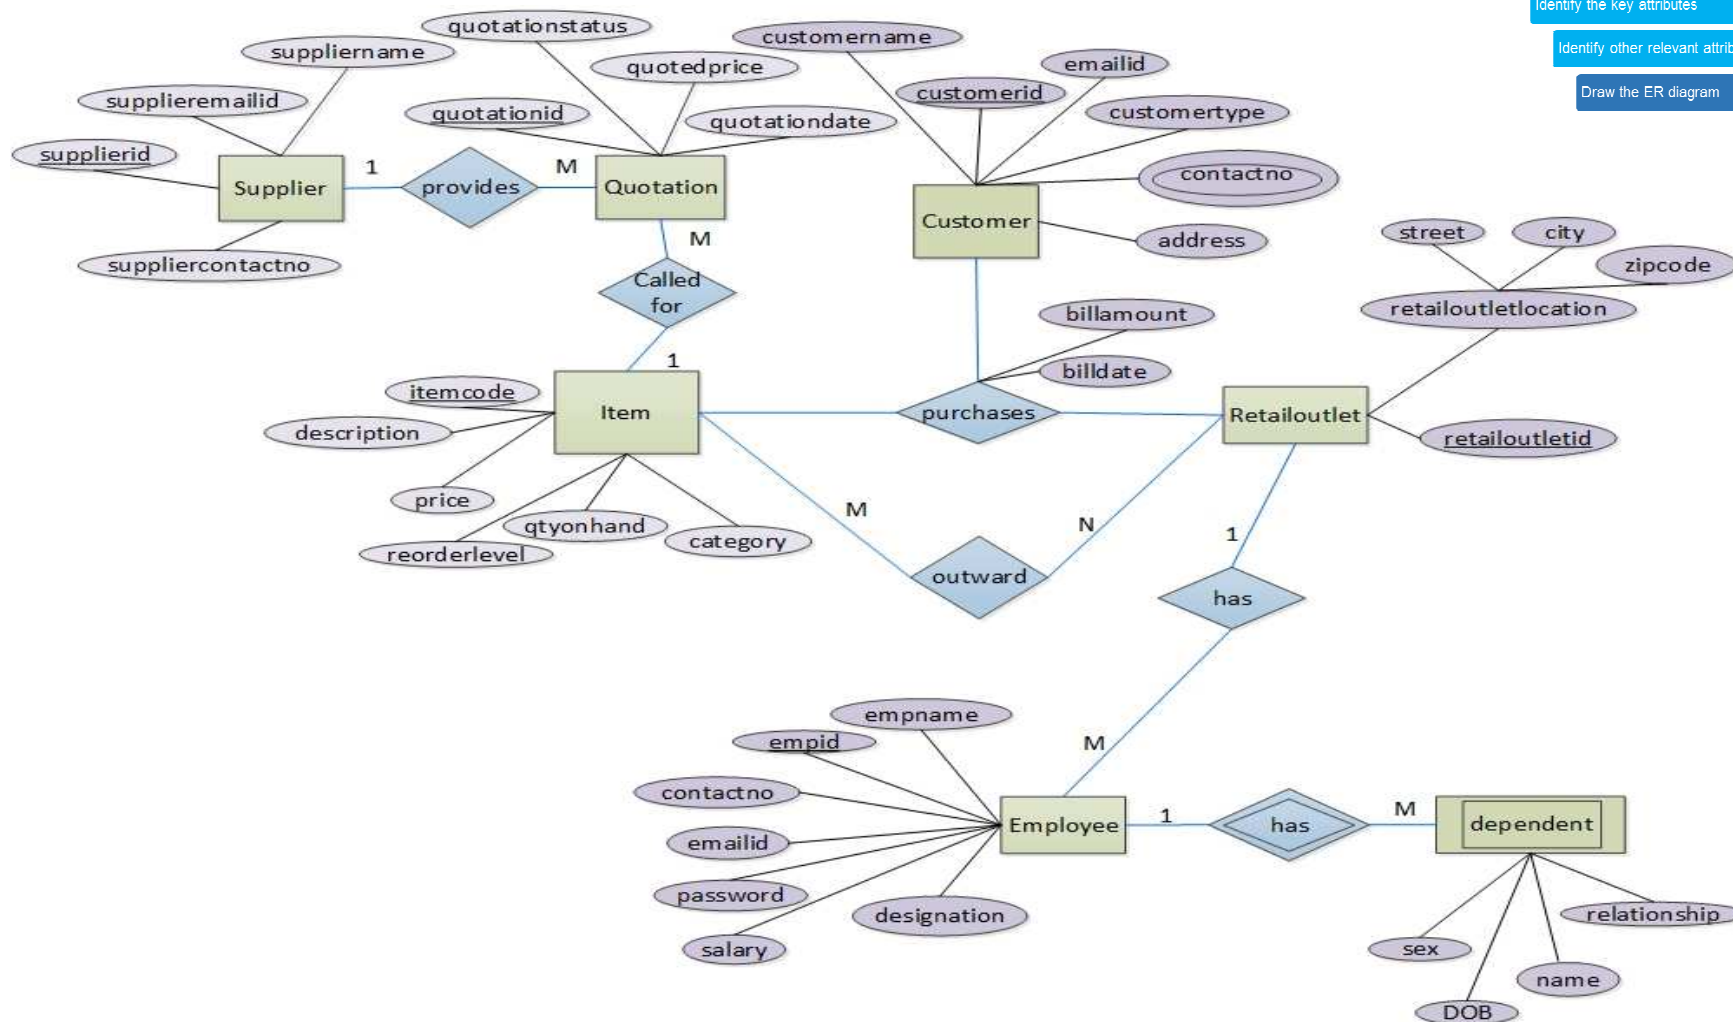 Identify the key attributes
Identify other relevant attrib
Draw the ER diagram
quotationstatus
customername
suppliername
quotedprice
emailid
supplieremailid
customerid
quotationid
quotationdate
customertype
supplierid
1
provides
M
Supplier
Quotation
contactno
Customer
address
street
city
zipcode
suppliercontactno
M
Called
for
billamount
retailoutletlocation
1
billdate
itemcode
Item
purchases
Retailoutlet
description
retailoutletid
price
qtyonhand
category
reorderlevel
M
N
1
outward
has
empname
empid
M
contactno
Employee
1
has
M
dependent
emailid
password
designation
salary
relationship
sex
name
DOB